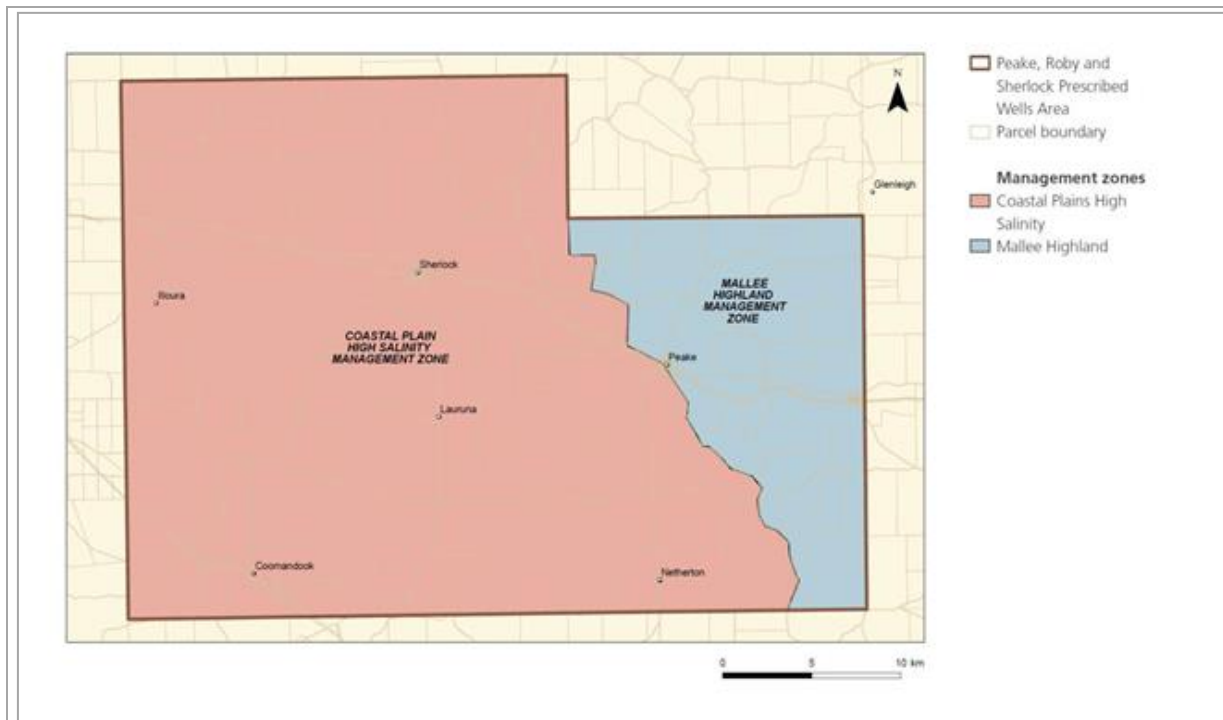 Peake, Roby and
Sherlock Prescribed
Wells Area
Parcel boundary
Management zones
Coastal Plains High
Salinity
Mallee Highland
N
Glenleigh
Sherlock
MALLEE
HIGHLAND
MANAGEMENT
ZONE
COASTAL PLAIN
HIGH SALINITY
MANAGEMENT ZONE
Peake
Lauruna
Coomandook
Netherton
0 5 10 km